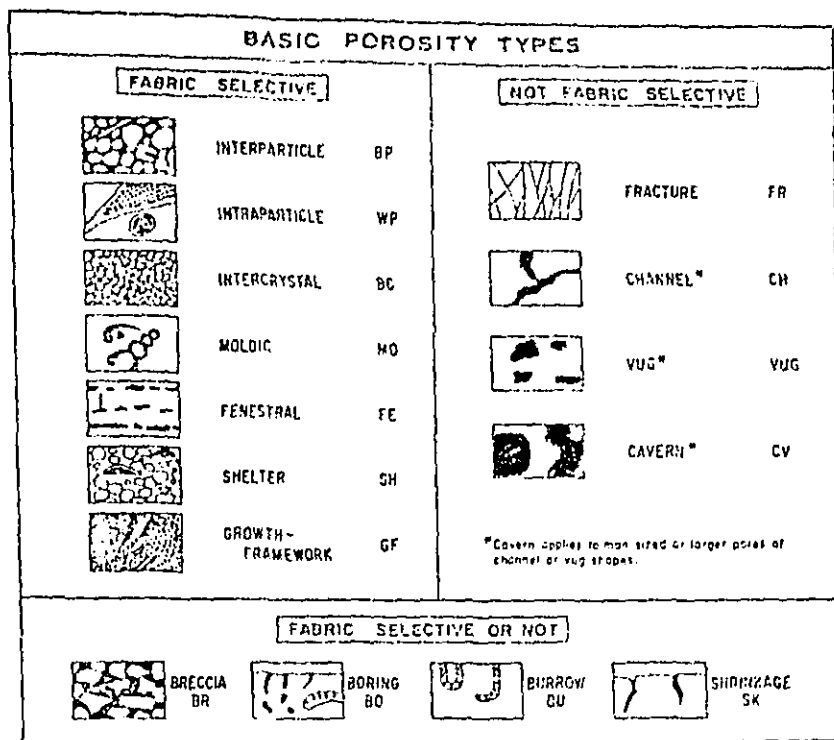 BASIC POROSITY TYPES
FABRIC SELECTIVE
INTERPARTICLE BP
INTRAPARTICLE WP
INTERCRYSTAL BC
MOLDIC MO
FENESTRAL FE
SHELTER SH
GROWTH-
FRAMEWORK GF
NOT FABRIC SELECTIVE
FRACTURE FR
CHANNEL* CH
VUG* VUG
CAVERN* CV
*Cavern applies to man sized or larger pores of
channel or vug shapes.
FABRIC SELECTIVE OR NOT
BRECCIA
BR
BORING
BO
BURROW
BU
SHRINKAGE
SK